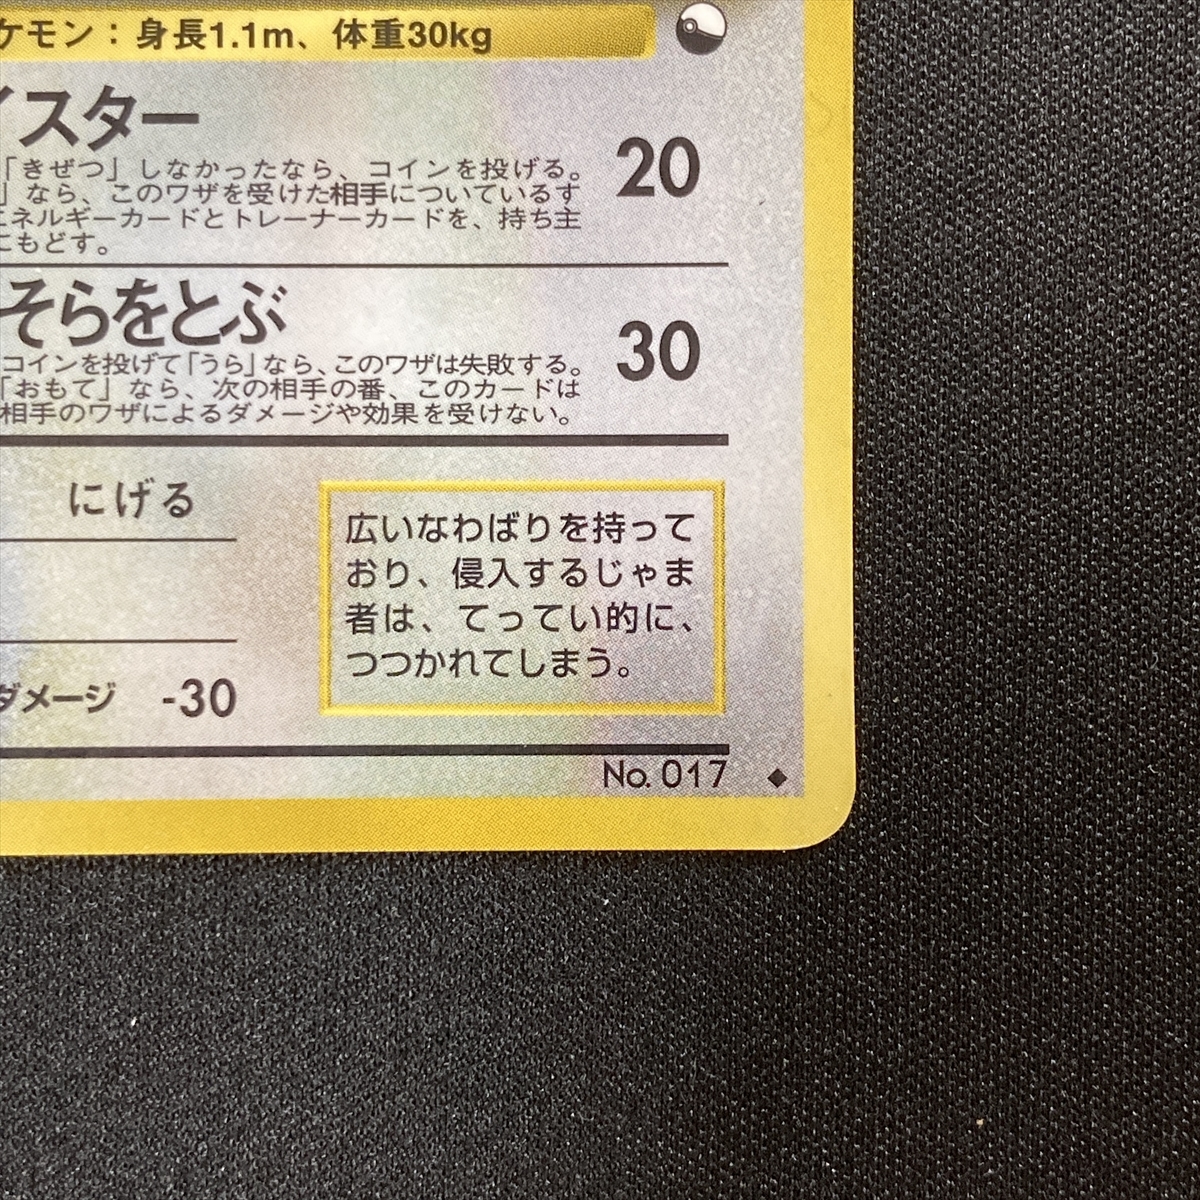 ケモン：身長1.1m、体重30kg
イスター
20
「きぜつ」しなかったなら、コインを投げる。
」なら、このワザを受けた相手についているす
エネルギーカードとトレーナーカードを、持ち主
にもどす。
そらをとぶ
30
コインを投げて「うら」なら、このワザは失敗する。
「おもて」なら、次の相手の番、このカードは
相手のワザによるダメージや効果を受けない。
にげる
広いなわばりを持って
おり、侵入するじゃま
者は、てってい的に、
つつかれてしまう。
ダメージ -30
No. 017 ◆